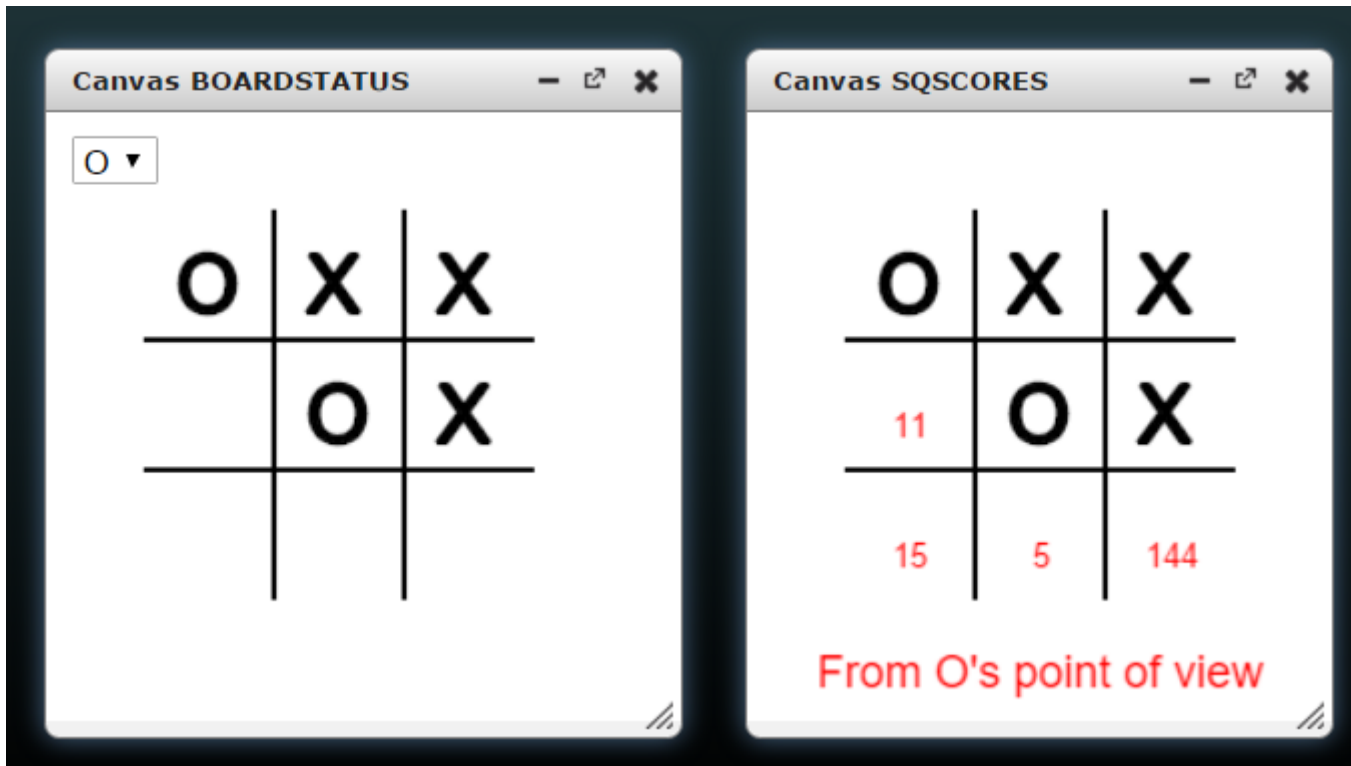 Canvas BOARDSTATUS
O ▼
O X X
O X
Canvas SQSCORES
O X X
11 O X
15 5 144
From O's point of view